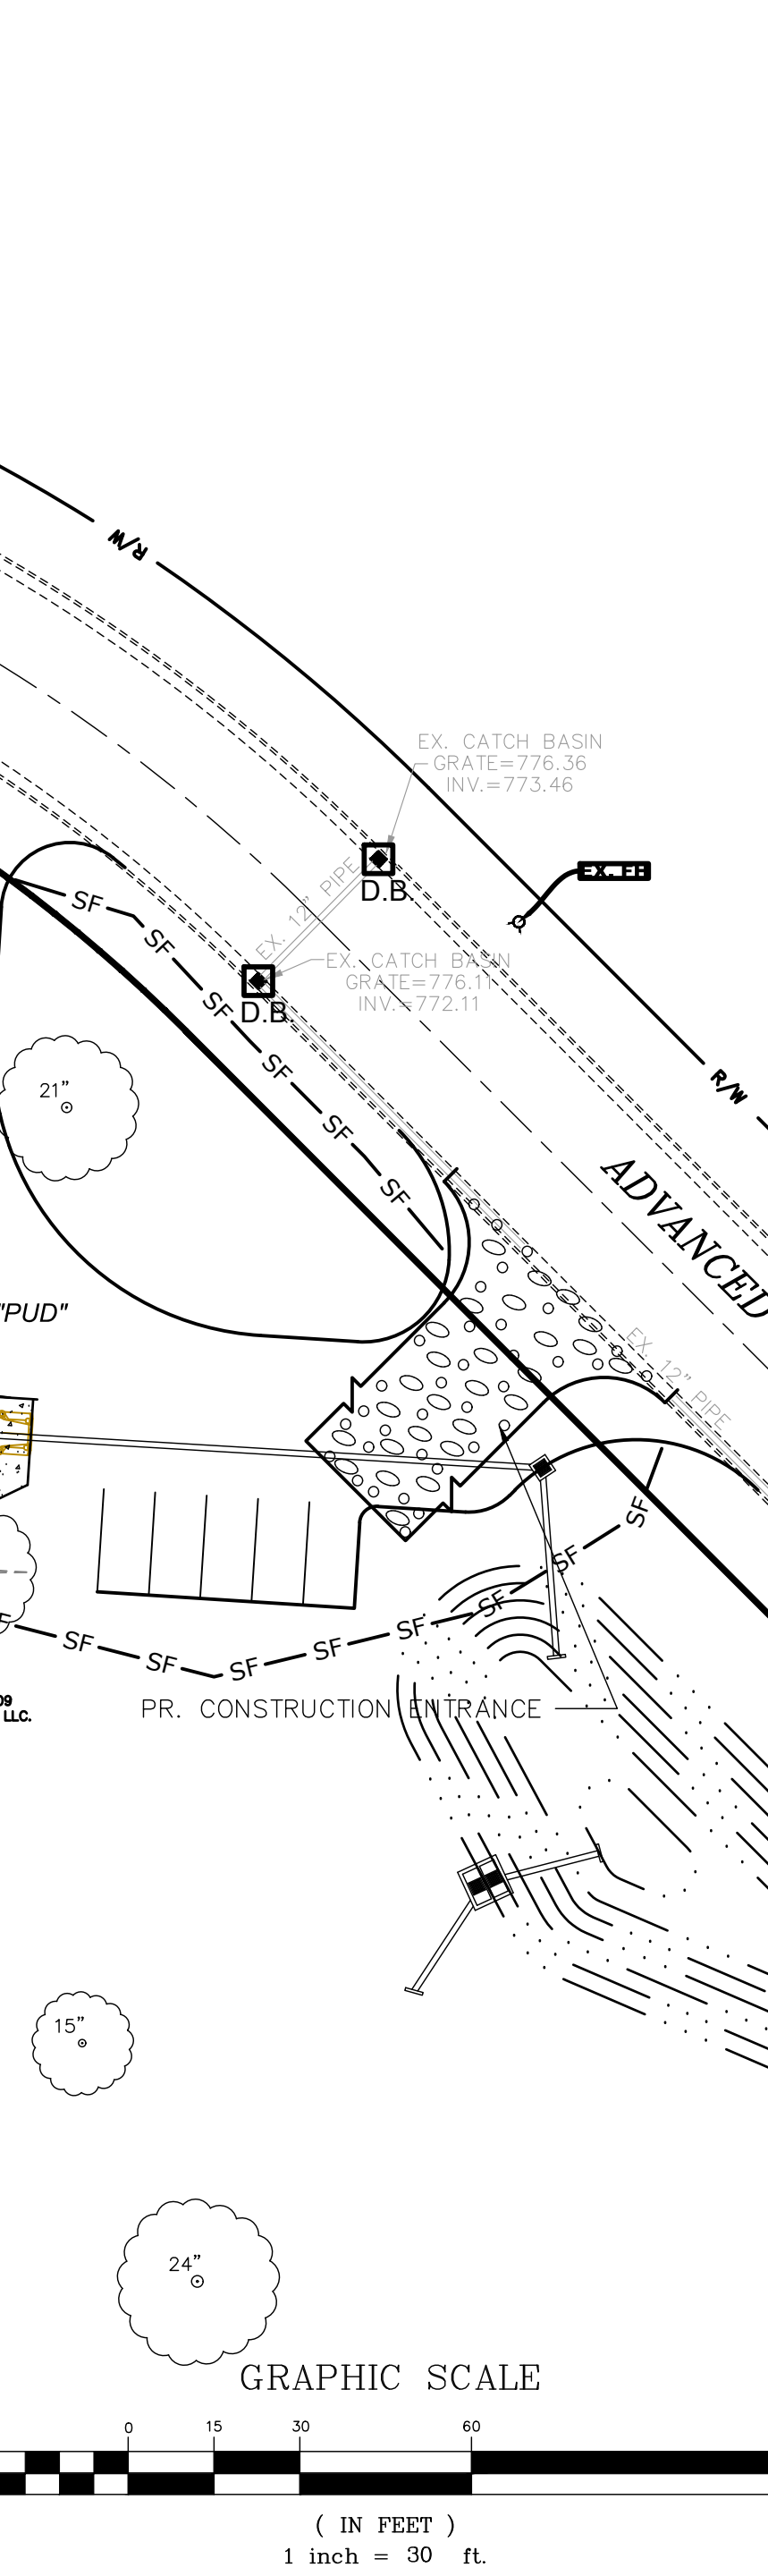 R/W
EX. CATCH BASIN
GRATE=776.36
INV.=773.46
EX. 12" PIPE
D.B.
EX. CATCH BASIN
GRATE=776.11
INV.=772.11
D.B.
SF
SF
SF
SF
SF
SF
21"
R/W
ADVANCED
"PUD"
EX. 12" PIPE
SF
SF
SF
SF
SF
SF
SF
SF
09
LLC.
PR. CONSTRUCTION ENTRANCE
15"
24"
GRAPHIC SCALE
0 15 30 60
( IN FEET )
1 inch = 30 ft.